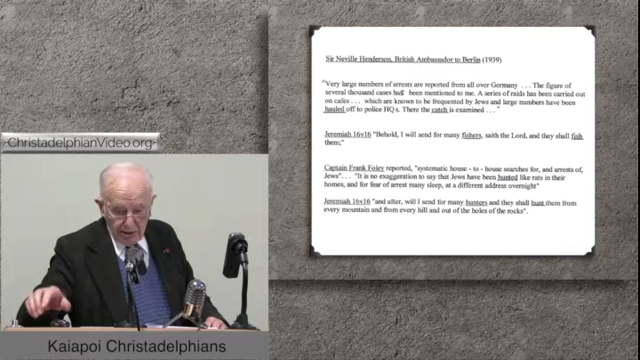 Sir Neville Henderson, British Ambassador to Berlin (1939)
"Very large numbers of arrests are reported from all over Germany . . . The figure of
several thousand cases has been mentioned to me. A series of raids has been carried out
on cafes . . . which are known to be frequented by Jews and large numbers have been
hauled off to police HQ's. There the catch is examined . . . "
Jeremiah 16v16 "Behold, I will send for many fishers, saith the Lord, and they shall fish
them;"
Captain Frank Foley reported, "systematic house - to - house searches for, and arrests of,
Jews". . . "It is no exaggeration to say that Jews have been hunted like rats in their
homes, and for fear of arrest many sleep, at a different address overnight"
Jeremiah 16v16 "and after, will I send for many hunters and they shall hunt them from
every mountain and from every hill and out of the holes of the rocks".
ChristadelphianVideo.org
Kaiapoi Christadelphians